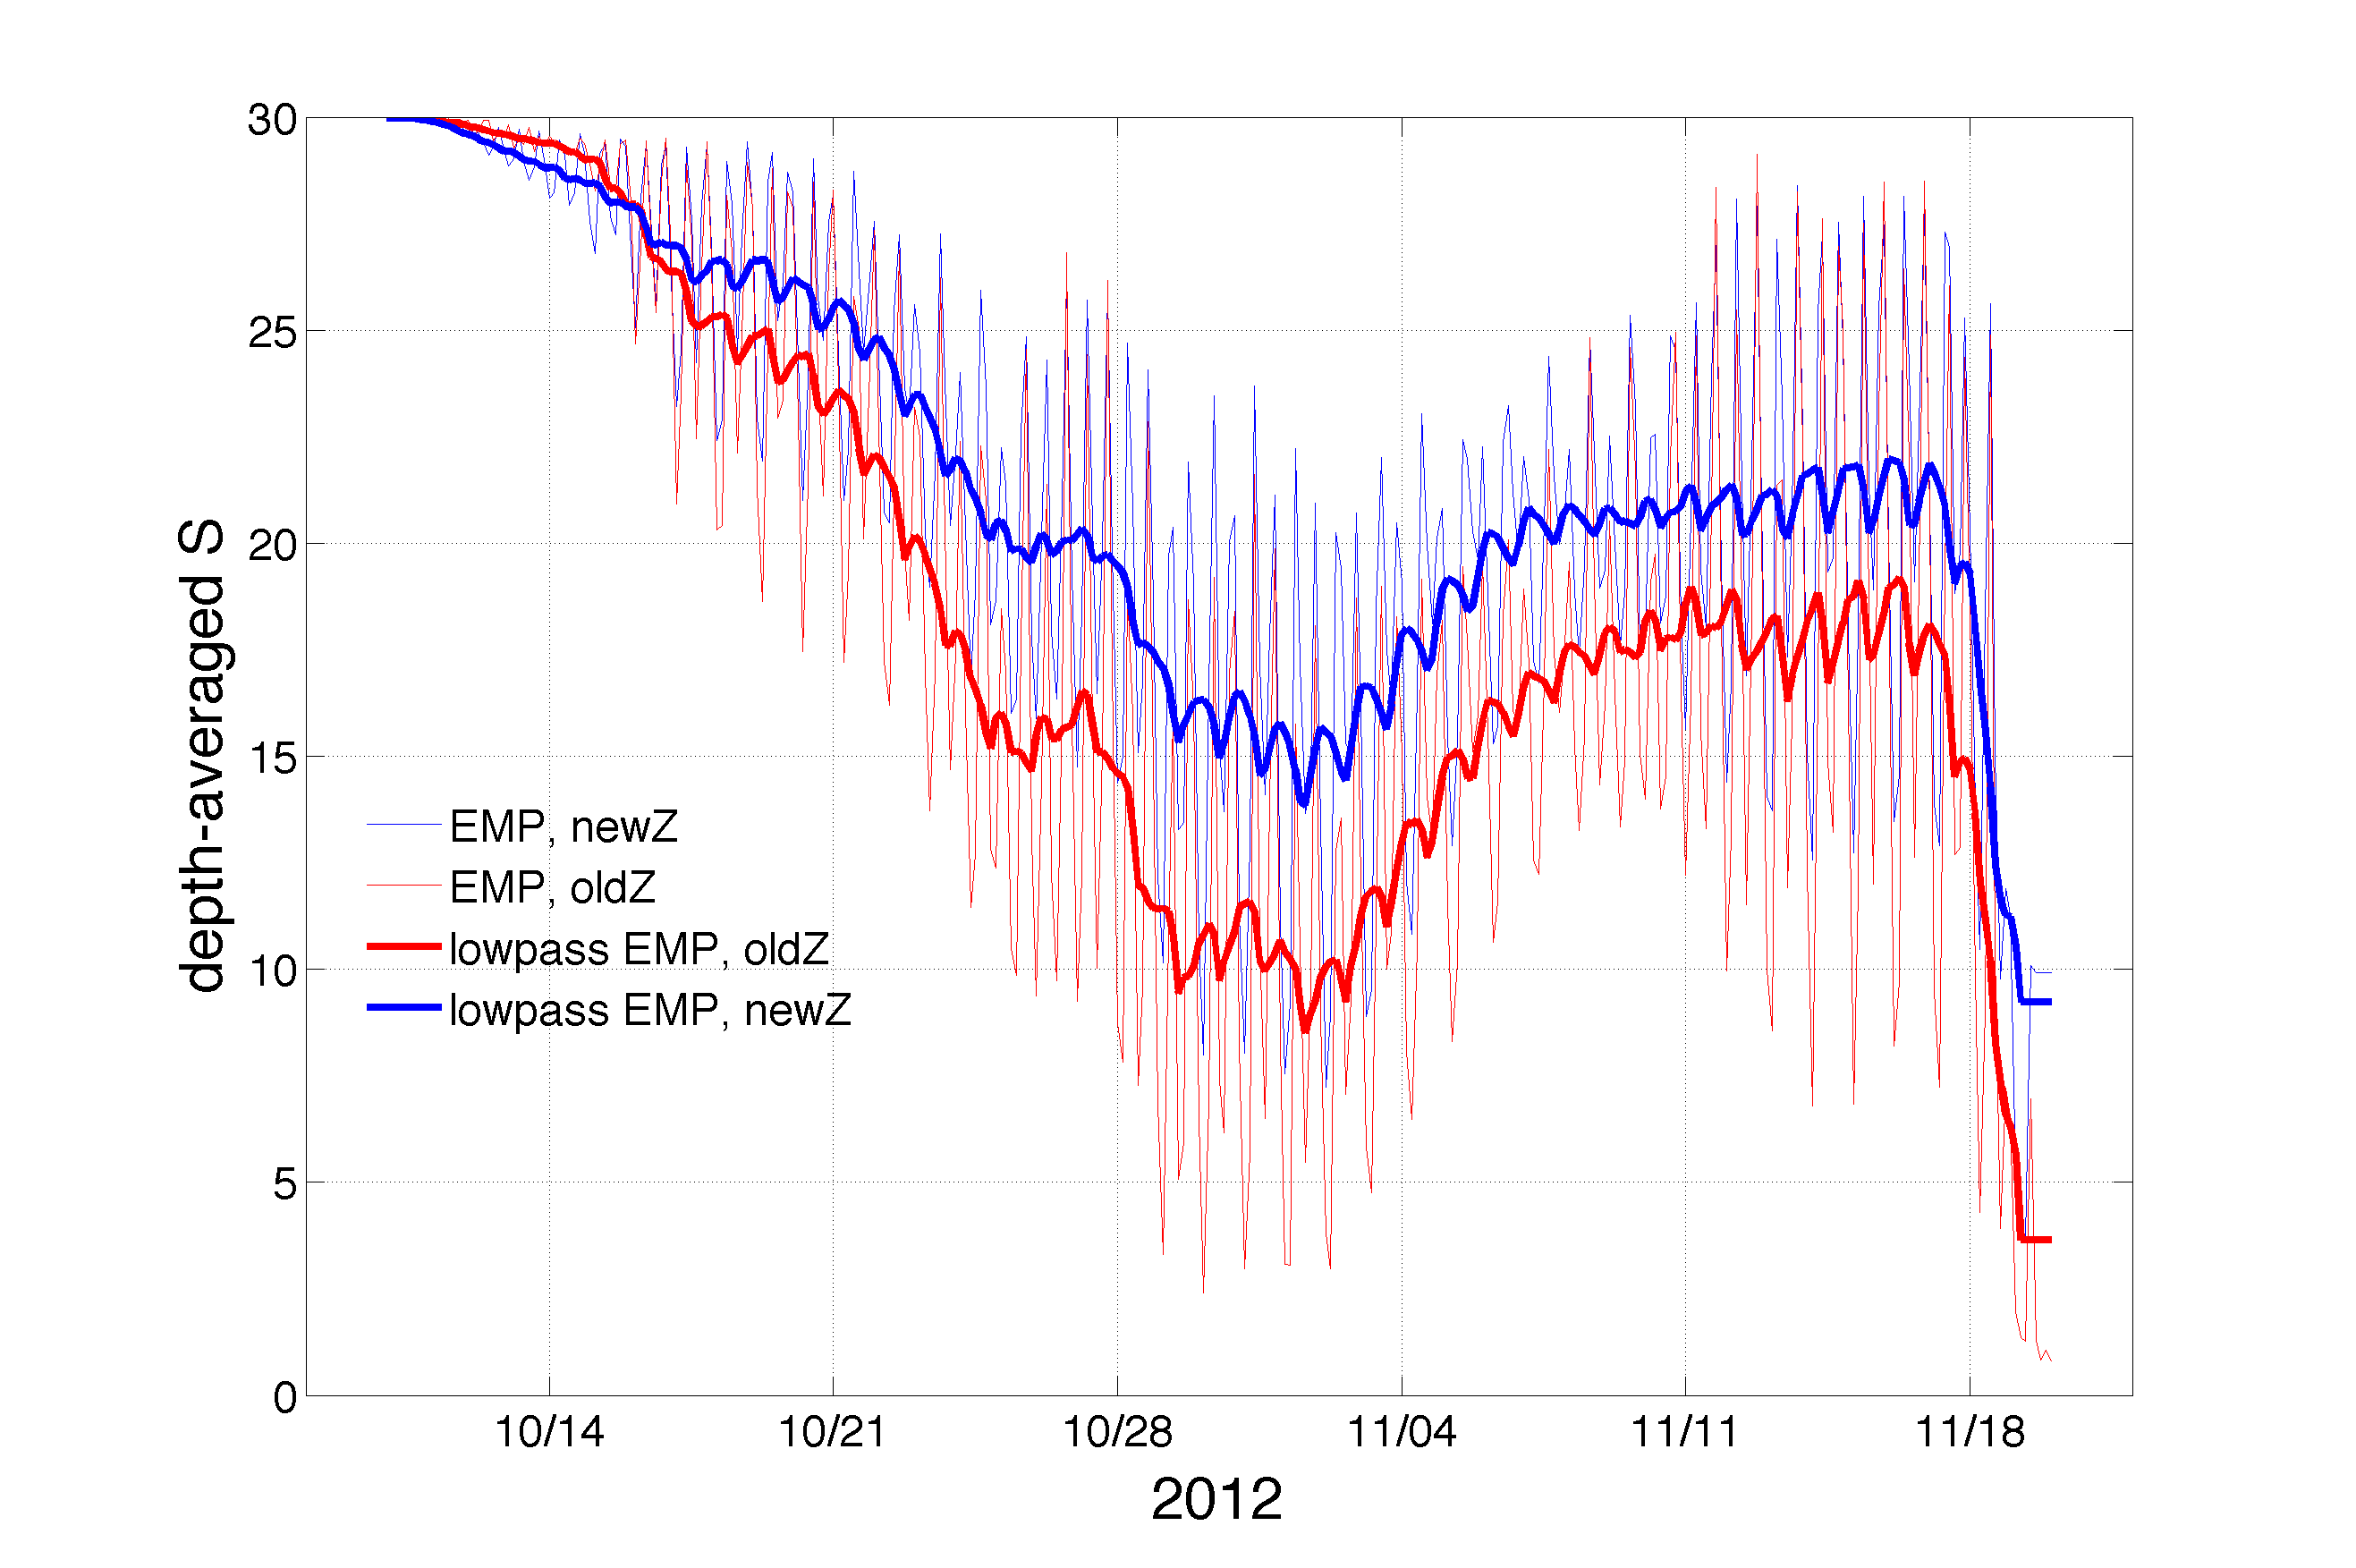 30
25
20
15
10
5
0
depth-averaged S
EMP, newZ
EMP, oldZ
lowpass EMP, oldZ
lowpass EMP, newZ
10/14
10/21
10/28
11/04
11/11
11/18
2012